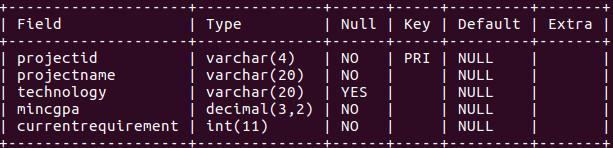 +--------------------+--------------+------+-----+---------+-------+
| Field              | Type         | Null | Key | Default | Extra |
+--------------------+--------------+------+-----+---------+-------+
| projectid          | varchar(4)   | NO   | PRI | NULL    |       |
| projectname        | varchar(20)  | NO   |     | NULL    |       |
| technology         | varchar(20)  | YES  |     | NULL    |       |
| mincgpa            | decimal(3,2) | NO   |     | NULL    |       |
| currentrequirement | int(11)      | NO   |     | NULL    |       |
+--------------------+--------------+------+-----+---------+-------+